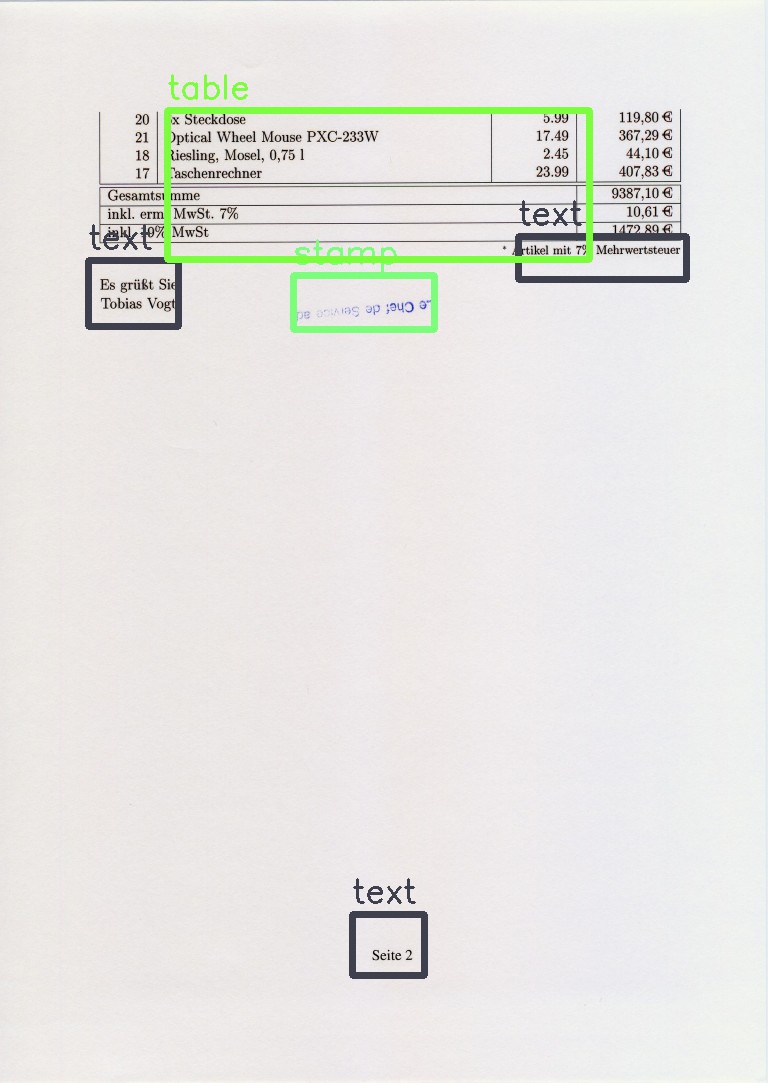 table
20 5x Steckdose 5.99 119,80 €
21 Optical Wheel Mouse PXC-233W 17.49 367,29 €
18 Riesling, Mosel, 0,75 l 2.45 44,10 €
17 Taschenrechner 23.99 407,83 €
Gesamtsumme 9387,10 €
inkl. erm. MwSt. 7% 10,61 €
text
inkl. 19% MwSt 1472,89 €
text
* Artikel mit 7% Mehrwertsteuer
stamp
Es grüßt Sie
Tobias Vogt
Le Chef de Service
text
Seite 2